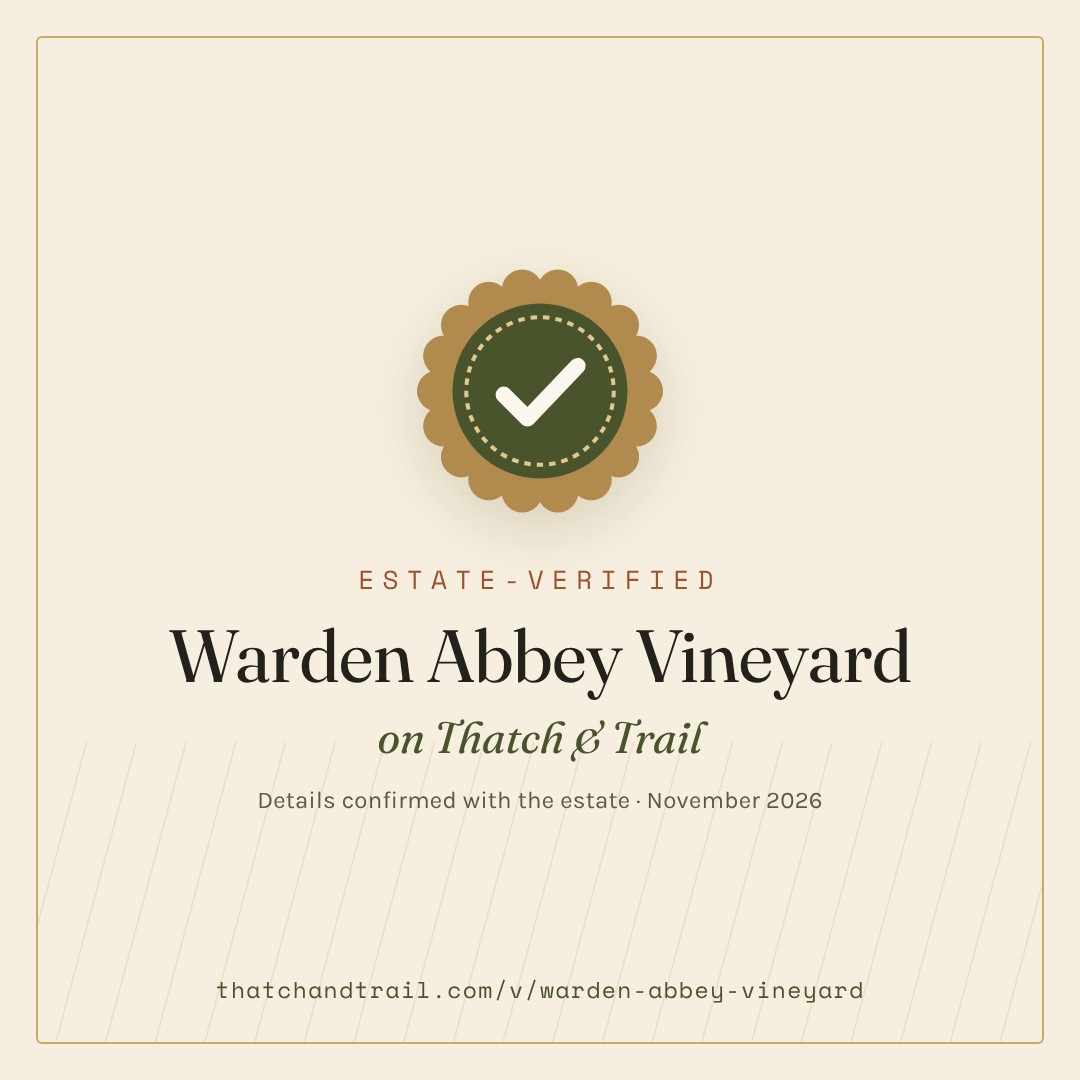 ESTATE-VERIFIED
Warden Abbey Vineyard
on Thatch & Trail
Details confirmed with the estate · November 2026
thatchandtrail.com/v/warden-abbey-vineyard